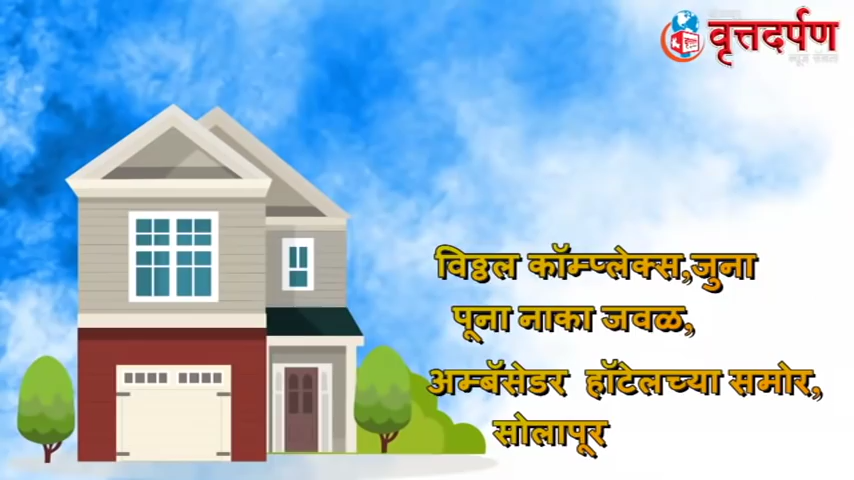 वृत्तदर्पण
विठ्ठल कॉम्प्लेक्स,जुना
पूना नाका जवळ,
अम्बॅसेडर हॉटेलच्या समोर,
सोलापूर